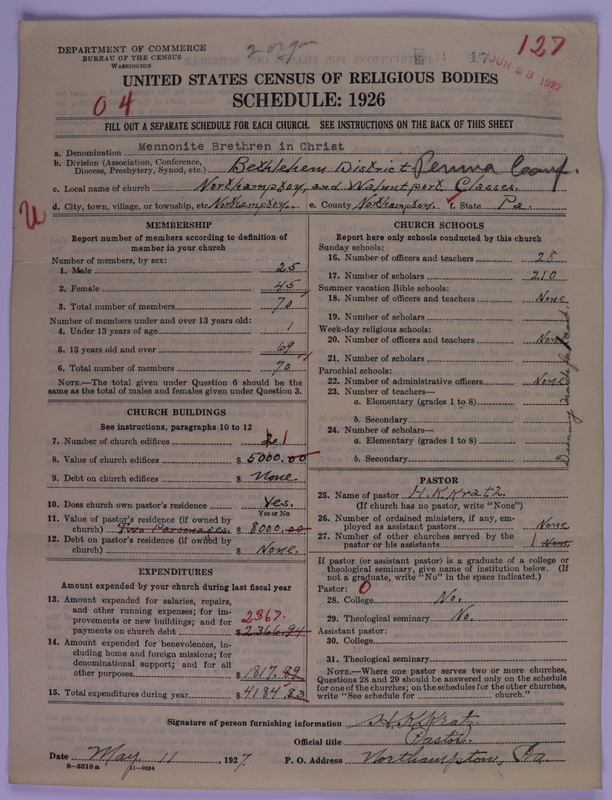 DEPARTMENT OF COMMERCE
BUREAU OF THE CENSUS
WASHINGTON
2 orgn
17
127
JUN 23 1927
UNITED STATES CENSUS OF RELIGIOUS BODIES
SCHEDULE: 1926
04
FILL OUT A SEPARATE SCHEDULE FOR EACH CHURCH. SEE INSTRUCTIONS ON THE BACK OF THIS SHEET
a. Denomination Mennonite Brethren in Christ
b. Division (Association, Conference, Diocese, Presbytery, Synod, etc.) Bethlehem District Penna Conf.
c. Local name of church Northampton, and Walnutport Classes.
d. City, town, village, or township, etc. Northampton. e. County Northampton. f. State Pa.
MEMBERSHIP
Report number of members according to definition of
member in your church
Number of members, by sex:
1. Male 25
2. Female 45
3. Total number of members 70
Number of members under and over 13 years old:
4. Under 13 years of age 1
5. 13 years old and over 69
6. Total number of members 70
NOTE.—The total given under Question 6 should be
same as the total of males and females given under Question 3.
CHURCH BUILDINGS
See instructions, paragraphs 10 to 12
7. Number of church edifices 1
8. Value of church edifices $ 5000.00
9. Debt on church edifices $ None.
10. Does church own pastor's residence Yes.
Yes or No
11. Value of pastor's residence (if owned by
church) Two Parsonages. $ 8000.00
12. Debt on pastor's residence (if owned by
church) $ None.
EXPENDITURES
Amount expended by your church during last fiscal year
13. Amount expended for salaries, repairs,
and other running expenses; for im-
provements or new buildings; and for 2367.
payments on church debt $ 2366.94
14. Amount expended for benevolences, in-
cluding home and foreign missions; for
denominational support; and for all
other purposes $ 1817.89
15. Total expenditures during year $ 4184.83
CHURCH SCHOOLS
Report here only schools conducted by this church
Sunday schools:
16. Number of officers and teachers 28
17. Number of scholars 210
Summer vacation Bible schools:
18. Number of officers and teachers None
19. Number of scholars
Week-day religious schools:
20. Number of officers and teachers None
21. Number of scholars
Parochial schools:
22. Number of administrative officers None
23. Number of teachers—
a. Elementary (grades 1 to 8)
b. Secondary
24. Number of scholars—
a. Elementary (grades 1 to 8)
b. Secondary
PASTOR
25. Name of pastor H.K.Kratz.
(If church has no pastor, write "None")
26. Number of ordained ministers, if any, em-
ployed as assistant pastors None
27. Number of other churches served by the
pastor or his assistants 1 None
If pastor (or assistant pastor) is a graduate of a college or
theological seminary, give name of institution below. (If
not a graduate, write "No" in the space indicated.)
Pastor: 0
28. College No.
29. Theological seminary No.
Assistant pastor:
30. College
31. Theological seminary
NOTE.—Where one pastor serves two or more churches,
Questions 28 and 29 should be answered only on the schedule
for one of the churches; on the schedules for the other churches,
write "See schedule for church."
Signature of person furnishing information H.K.Kratz
Official title Pastor.
Date May 11, 1927. P. O. Address Northampton, Pa.
8-5518a 11-9054